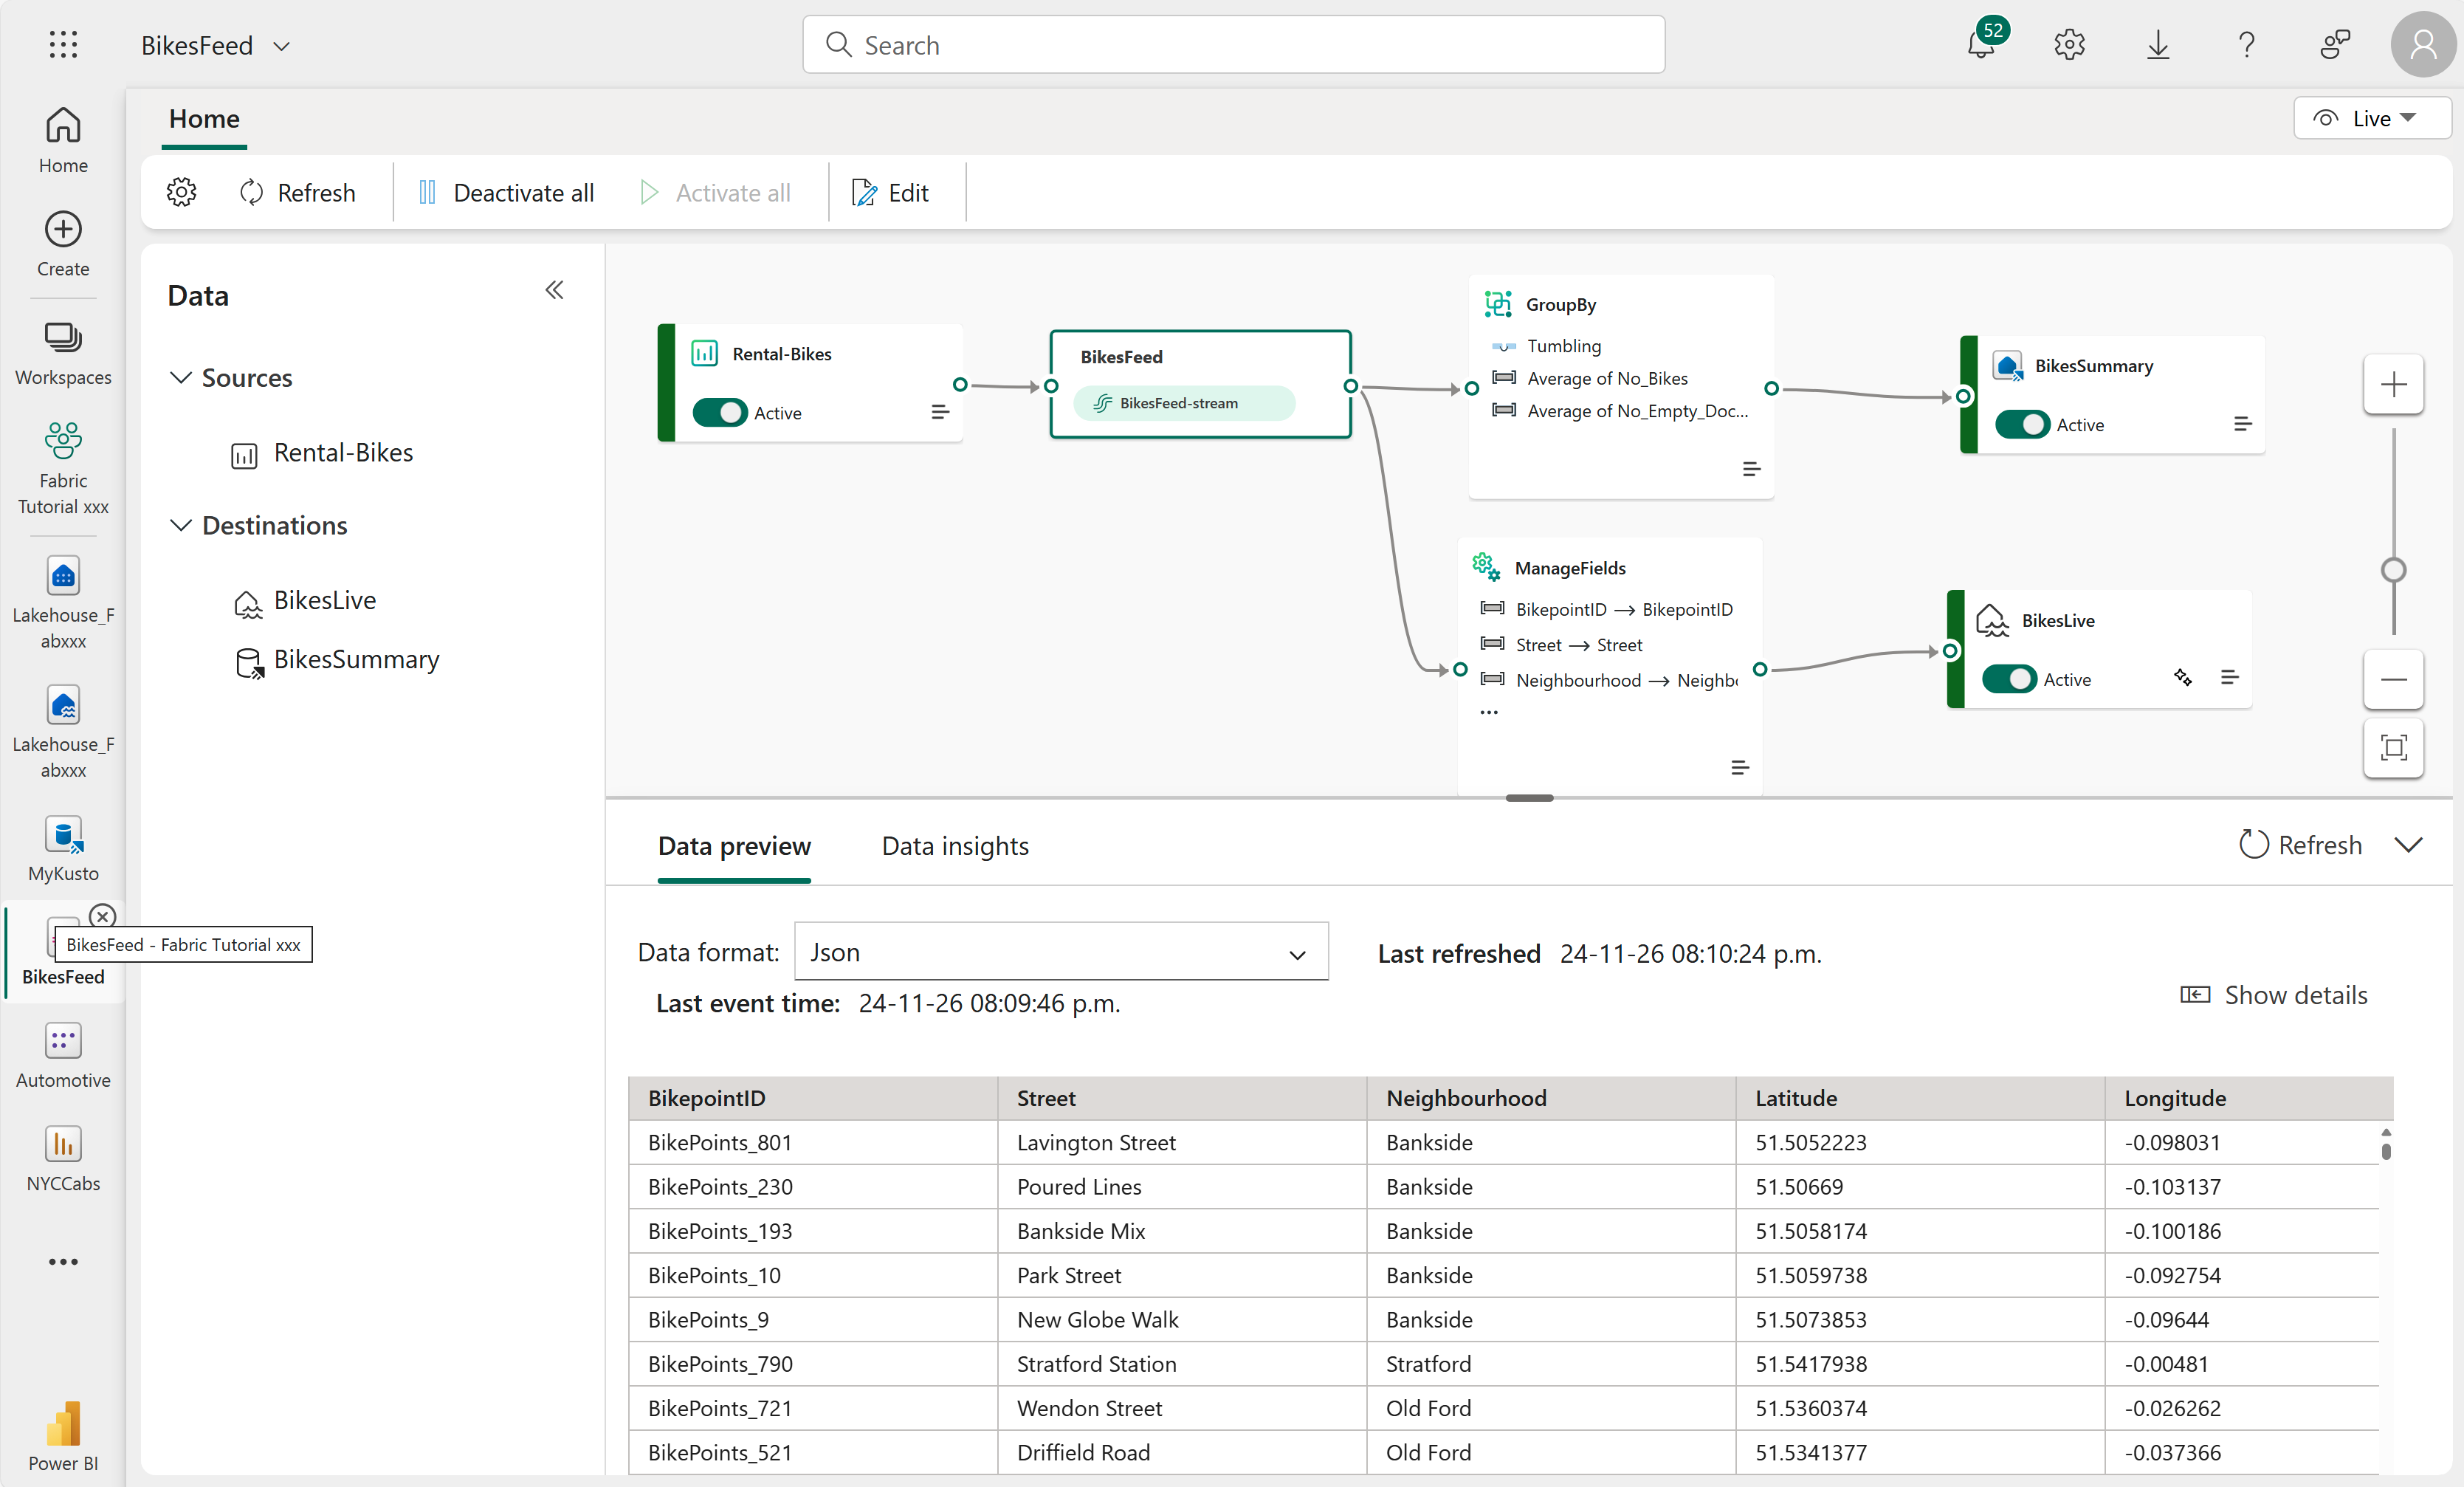 BikesFeed
Search
52
Home
Live
Refresh
Deactivate all
Activate all
Edit
Home
Create
Workspaces
Fabric
Tutorial xxx
Lakehouse_F
abxxx
Lakehouse_F
abxxx
MyKusto
BikesFeed - Fabric Tutorial xxx
BikesFeed
Automotive
NYCCabs
Power BI
Data
Sources
Rental-Bikes
Destinations
BikesLive
BikesSummary
Rental-Bikes
Active
BikesFeed
BikesFeed-stream
GroupBy
Tumbling
Average of No_Bikes
Average of No_Empty_Doc...
BikesSummary
Active
ManageFields
BikepointID → BikepointID
Street → Street
Neighbourhood → Neighb
...
BikesLive
Active
Data preview
Data insights
Refresh
Data format: Json
Last refreshed 24-11-26 08:10:24 p.m.
Last event time: 24-11-26 08:09:46 p.m.
Show details
BikepointID Street Neighbourhood Latitude Longitude
BikePoints_801 Lavington Street Bankside 51.5052223 -0.098031
BikePoints_230 Poured Lines Bankside 51.50669 -0.103137
BikePoints_193 Bankside Mix Bankside 51.5058174 -0.100186
BikePoints_10 Park Street Bankside 51.5059738 -0.092754
BikePoints_9 New Globe Walk Bankside 51.5073853 -0.09644
BikePoints_790 Stratford Station Stratford 51.5417938 -0.00481
BikePoints_721 Wendon Street Old Ford 51.5360374 -0.026262
BikePoints_521 Driffield Road Old Ford 51.5341377 -0.037366